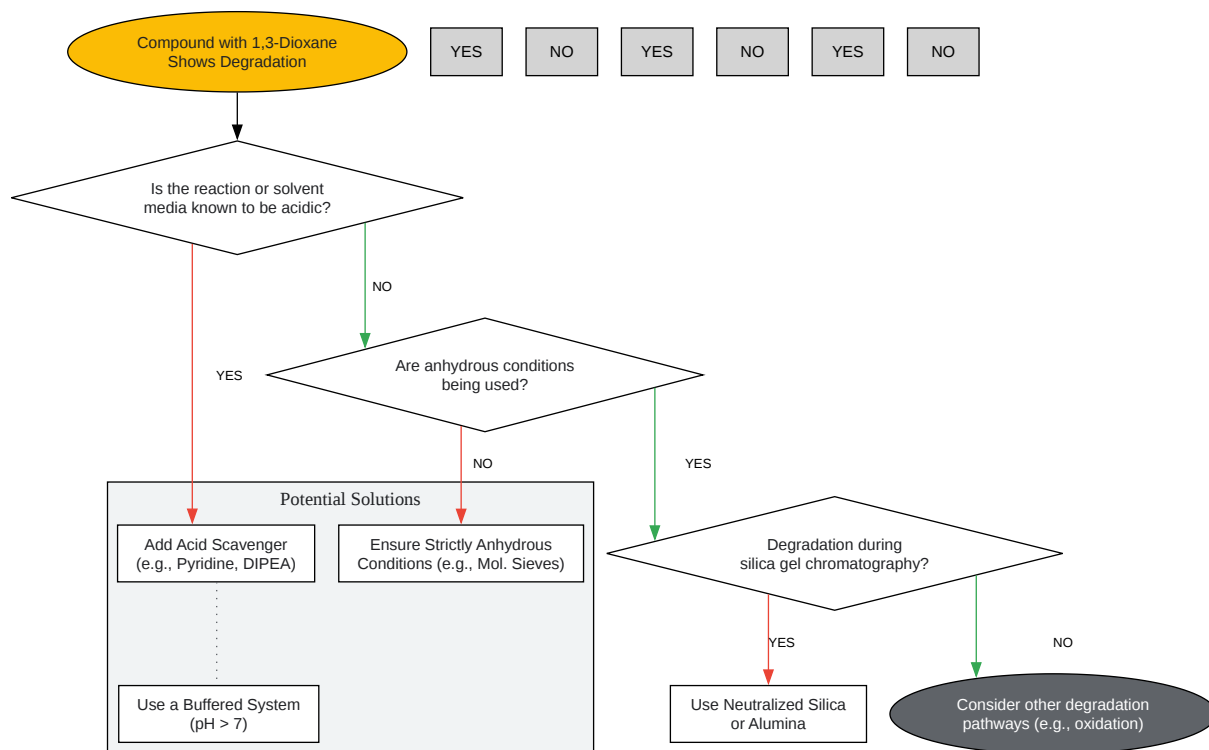 Compound with 1,3-Dioxane
Shows Degradation
YES
NO
YES
NO
YES
NO
Is the reaction or solvent
media known to be acidic?
NO
Are anhydrous conditions
being used?
YES
NO
YES
Potential Solutions
Add Acid Scavenger
(e.g., Pyridine, DIPEA)
Ensure Strictly Anhydrous
Conditions (e.g., Mol. Sieves)
Degradation during
silica gel chromatography?
YES
NO
Use a Buffered System
(pH > 7)
Use Neutralized Silica
or Alumina
Consider other degradation
pathways (e.g., oxidation)